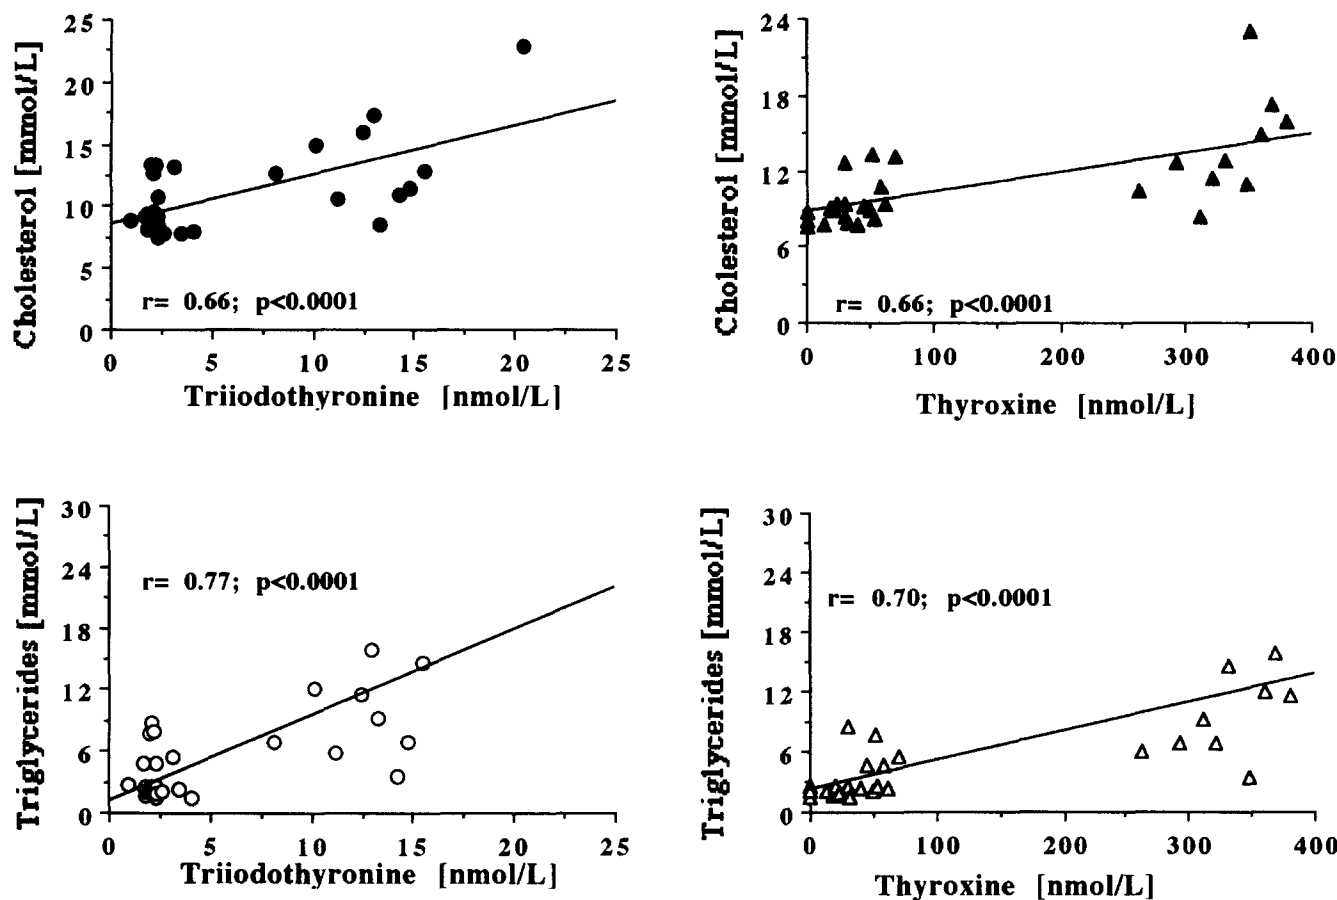 Cholesterol [mmol/L]
25
20
15
10
5
0
r= 0.66; p<0.0001
0 5 10 15 20 25
Triiodothyronine [nmol/L]
Cholesterol [mmol/L]
24
18
12
6
0
r= 0.66; p<0.0001
0 100 200 300 400
Thyroxine [nmol/L]
Triglycerides [mmol/L]
30
24
18
12
6
0
r= 0.77; p<0.0001
0 5 10 15 20 25
Triiodothyronine [nmol/L]
Triglycerides [mmol/L]
30
24
18
12
6
0
r= 0.70; p<0.0001
0 100 200 300 400
Thyroxine [nmol/L]